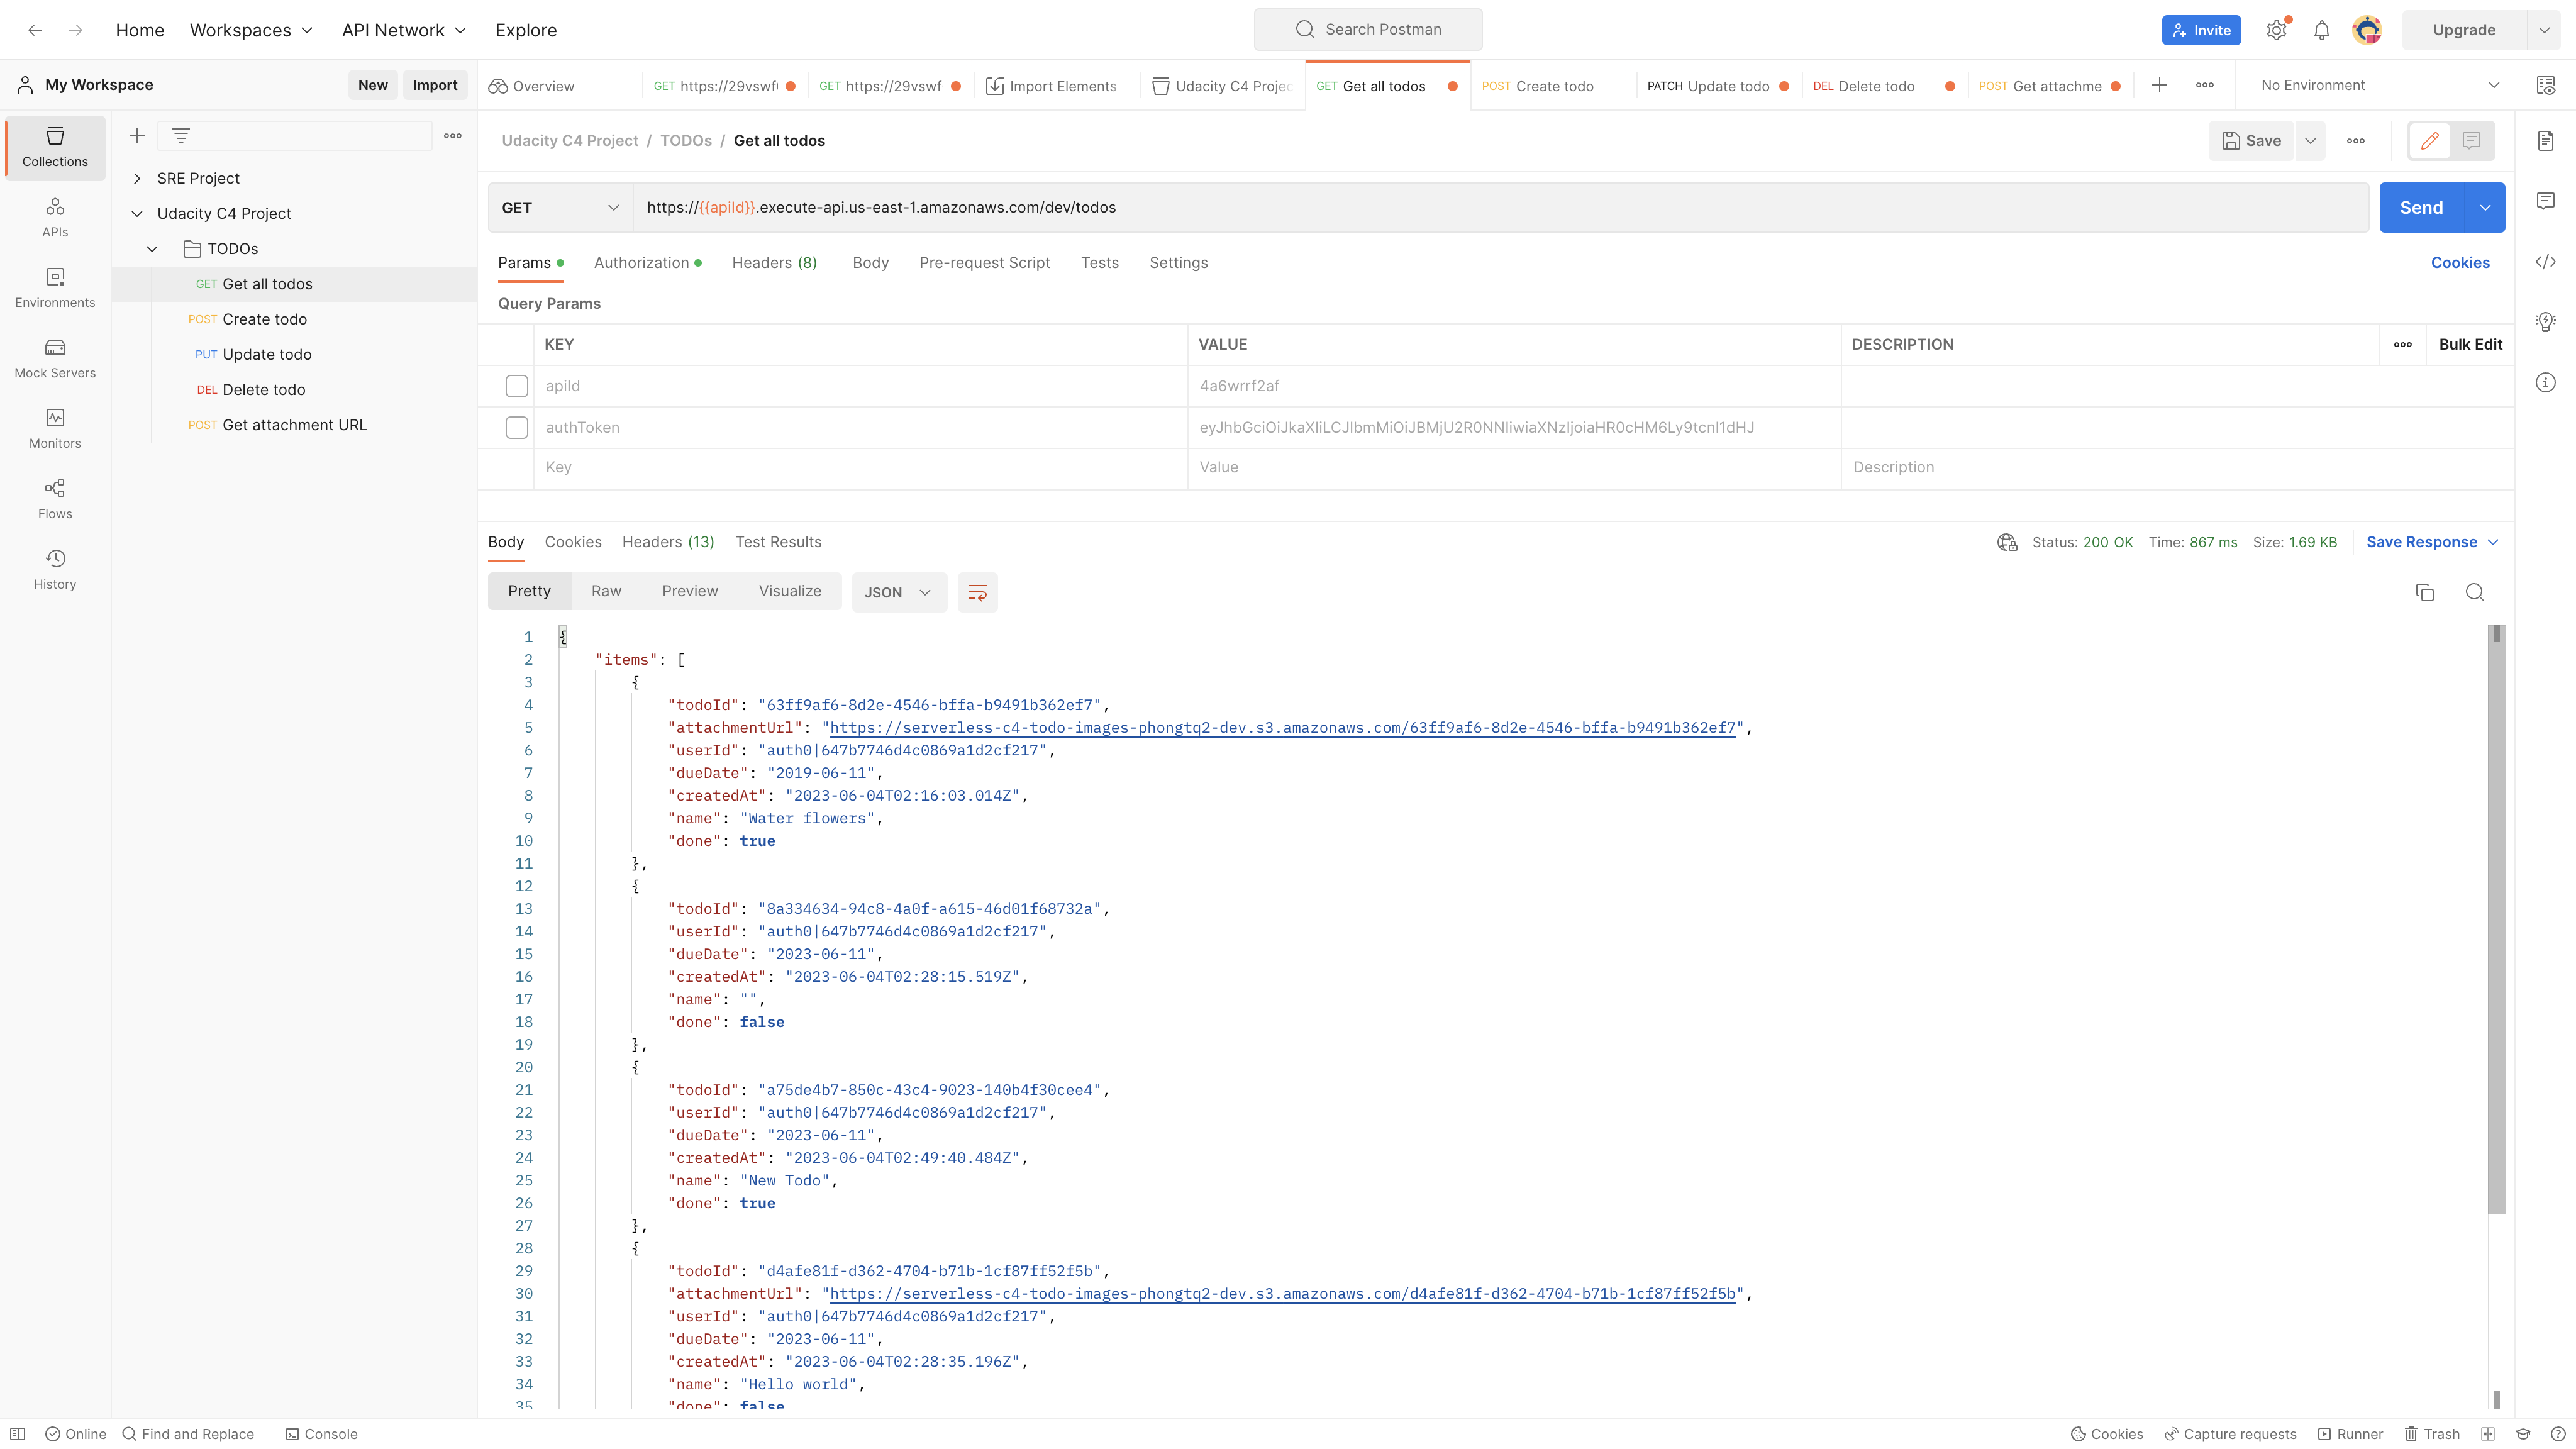 Home Workspaces API Network Explore Search Postman Invite Upgrade
My Workspace New Import
Overview GET https://29vswf GET https://29vswf Import Elements Udacity C4 Projec GET Get all todos POST Create todo PATCH Update todo DEL Delete todo POST Get attachme No Environment
Collections
APIs
Environments
Mock Servers
Monitors
Flows
History
SRE Project
Udacity C4 Project
TODOs
GET Get all todos
POST Create todo
PUT Update todo
DEL Delete todo
POST Get attachment URL
Udacity C4 Project / TODOs / Get all todos Save
GET https://{{apiId}}.execute-api.us-east-1.amazonaws.com/dev/todos Send
Params Authorization Headers (8) Body Pre-request Script Tests Settings Cookies
Query Params
KEY VALUE DESCRIPTION Bulk Edit
apiId 4a6wrrf2af
authToken
Key Value Description
Body Cookies Headers (13) Test Results Status: 200 OK Time: 867 ms Size: 1.69 KB Save Response
Pretty Raw Preview Visualize JSON
1 {
2 "items": [
3 {
4 "todoId": "63ff9af6-8d2e-4546-bffa-b9491b362ef7",
5 "attachmentUrl": "https://serverless-c4-todo-images-phongtq2-dev.s3.amazonaws.com/63ff9af6-8d2e-4546-bffa-b9491b362ef7",
6 "userId": "auth0|647b7746d4c0869a1d2cf217",
7 "dueDate": "2019-06-11",
8 "createdAt": "2023-06-04T02:16:03.014Z",
9 "name": "Water flowers",
10 "done": true
11 },
12 {
13 "todoId": "8a334634-94c8-4a0f-a615-46d01f68732a",
14 "userId": "auth0|647b7746d4c0869a1d2cf217",
15 "dueDate": "2023-06-11",
16 "createdAt": "2023-06-04T02:28:15.519Z",
17 "name": "",
18 "done": false
19 },
20 {
21 "todoId": "a75de4b7-850c-43c4-9023-140b4f30cee4",
22 "userId": "auth0|647b7746d4c0869a1d2cf217",
23 "dueDate": "2023-06-11",
24 "createdAt": "2023-06-04T02:49:40.484Z",
25 "name": "New Todo",
26 "done": true
27 },
28 {
29 "todoId": "d4afe81f-d362-4704-b71b-1cf87ff52f5b",
30 "attachmentUrl": "https://serverless-c4-todo-images-phongtq2-dev.s3.amazonaws.com/d4afe81f-d362-4704-b71b-1cf87ff52f5b",
31 "userId": "auth0|647b7746d4c0869a1d2cf217",
32 "dueDate": "2023-06-11",
33 "createdAt": "2023-06-04T02:28:35.196Z",
34 "name": "Hello world",
35 "done": false
Online Find and Replace Console Cookies Capture requests Runner Trash